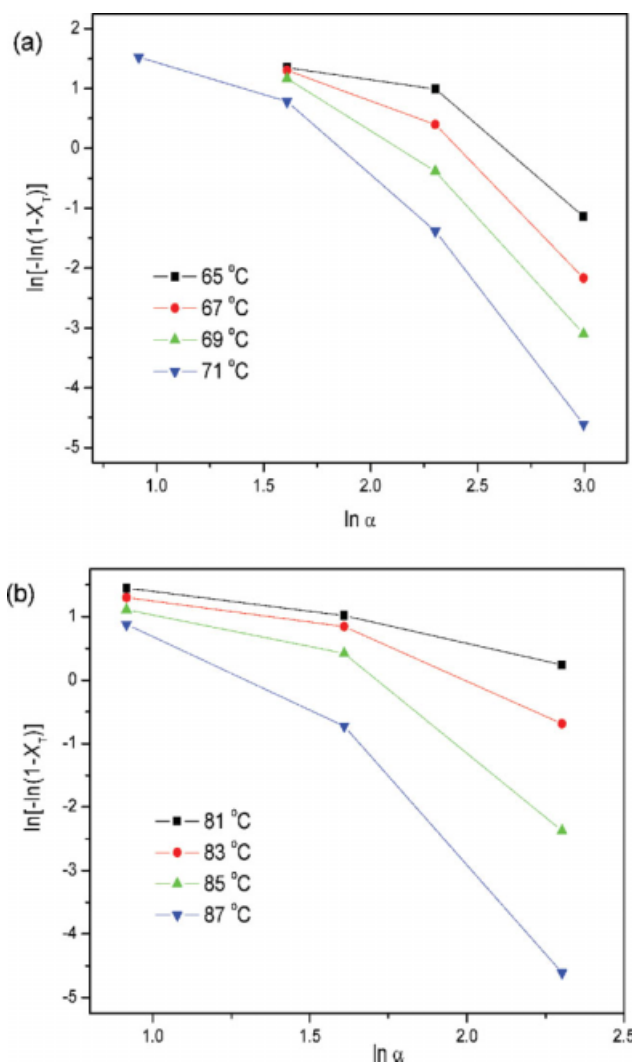 (a)
2
1
0
-1
-2
-3
-4
-5
ln[-ln(1-X_T)]
65 °C
67 °C
69 °C
71 °C
1.0 1.5 2.0 2.5 3.0
ln α
(b)
1
0
-1
-2
-3
-4
-5
ln[-ln(1-X_T)]
81 °C
83 °C
85 °C
87 °C
1.0 1.5 2.0 2.5
ln α